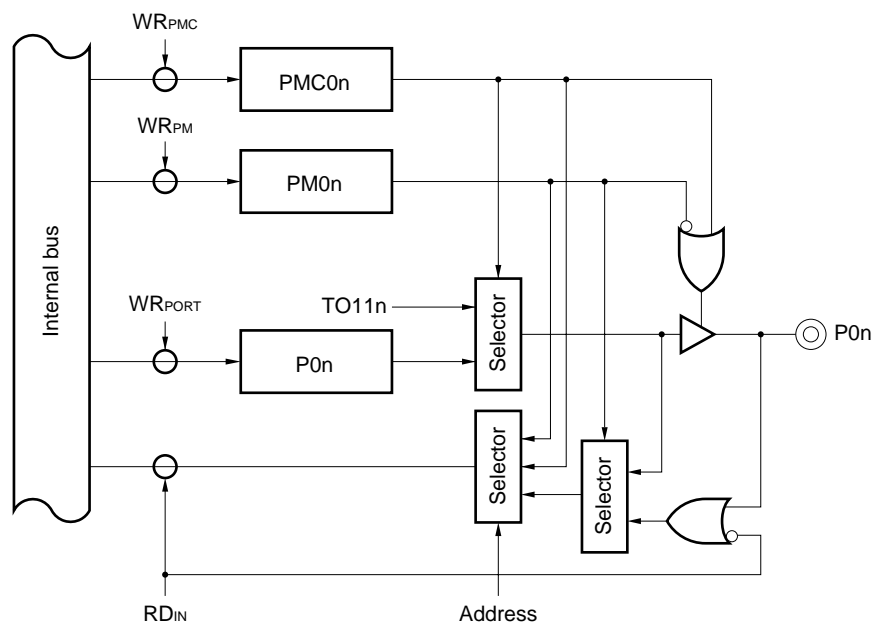 WRPMC
PMC0n
WRPM
PM0n
Internal bus
TO11n
WRPORT
Selector
P0n
P0n
Selector
Selector
RDIN
Address